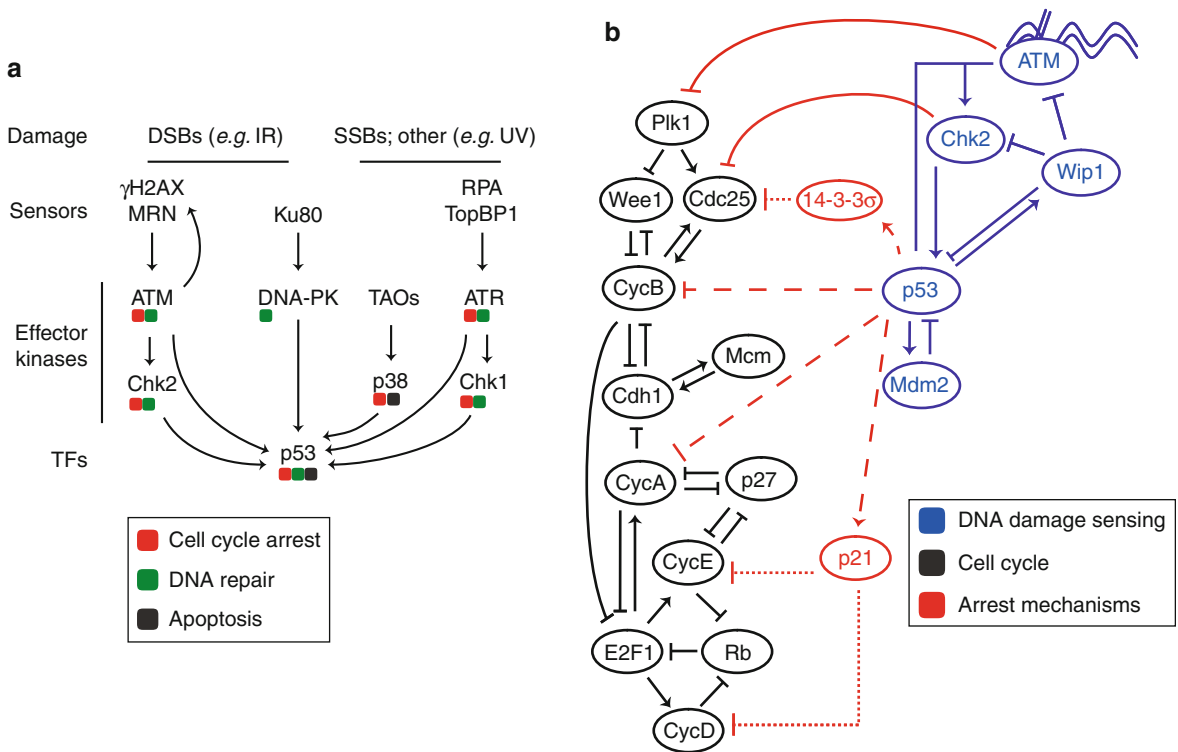 a
Damage
DSBs (e.g. IR)
SSBs; other (e.g. UV)
Sensors
γH2AX
MRN
Ku80
RPA
TopBP1
Effector
kinases
ATM
DNA-PK
TAOs
ATR
Chk2
p38
Chk1
TFs
p53
Cell cycle arrest
DNA repair
Apoptosis
b
ATM
Plk1
Chk2
Wip1
Wee1
Cdc25
14-3-3σ
CycB
p53
Mcm
Cdh1
Mdm2
CycA
p27
CycE
p21
E2F1
Rb
CycD
DNA damage sensing
Cell cycle
Arrest mechanisms